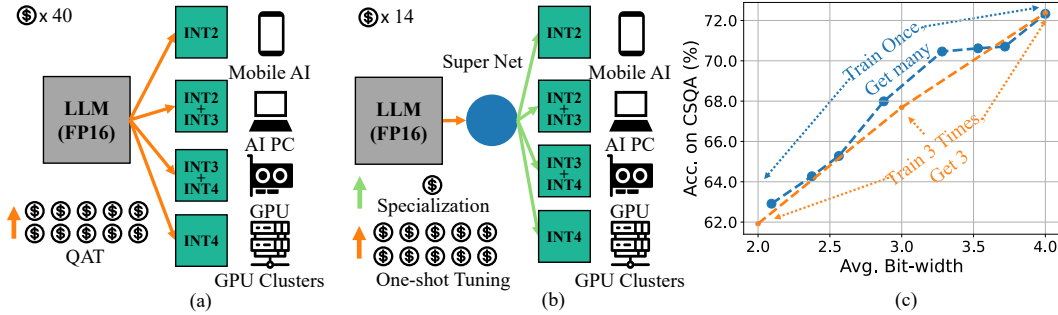 $ x 40
LLM
(FP16)
INT2
Mobile AI
INT2
+
INT3
AI PC
INT3
+
INT4
GPU
INT4
GPU Clusters
$ $ $ $ $
$ $ $ $ $
QAT
(a)
$ x 14
LLM
(FP16)
Super Net
INT2
Mobile AI
INT2
+
INT3
AI PC
INT3
+
INT4
GPU
INT4
GPU Clusters
$
Specialization
$ $ $ $ $
$ $ $ $ $
One-shot Tuning
(b)
Acc. on CSQA (%)
72.0
70.0
68.0
66.0
64.0
62.0
Train Once,
Get many
Train 3 Times,
Get 3
2.0 2.5 3.0 3.5 4.0
Avg. Bit-width
(c)